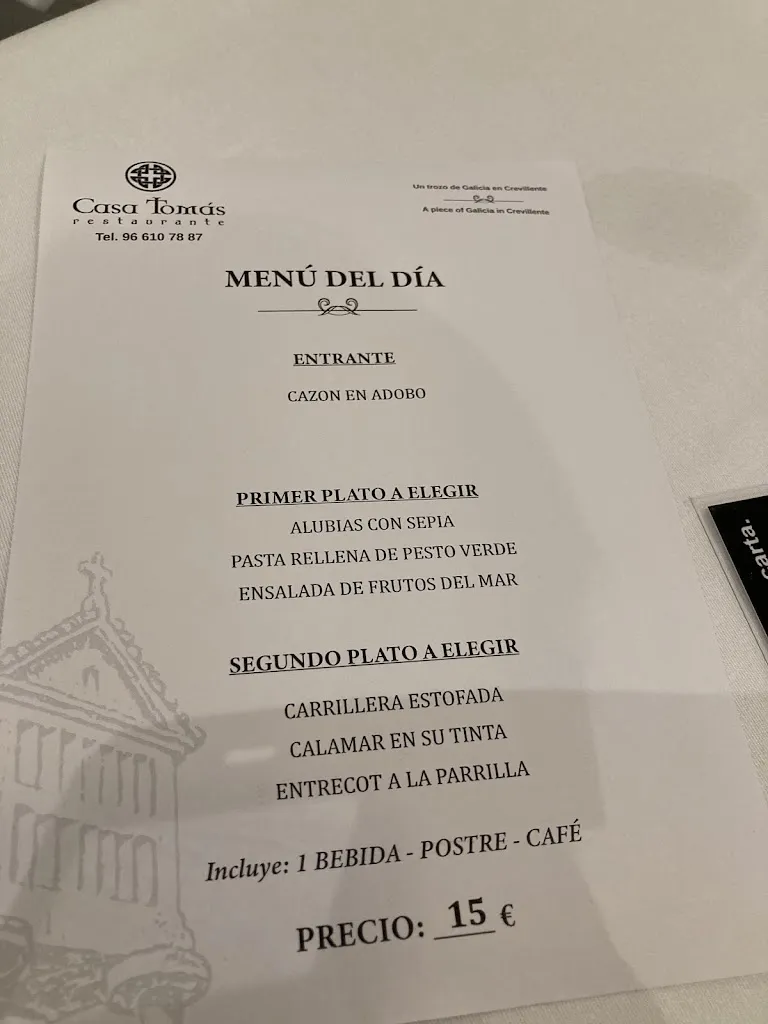 Casa Tomás
restaurante
Tel. 96 610 78 87
Un trozo de Galicia en Crevillente
A piece of Galicia in Crevillente
MENÚ DEL DÍA
ENTRANTE
CAZON EN ADOBO
PRIMER PLATO A ELEGIR
ALUBIAS CON SEPIA
PASTA RELLENA DE PESTO VERDE
ENSALADA DE FRUTOS DEL MAR
SEGUNDO PLATO A ELEGIR
CARRILLERA ESTOFADA
CALAMAR EN SU TINTA
ENTRECOT A LA PARRILLA
Incluye: 1 BEBIDA - POSTRE - CAFÉ
PRECIO: 15 €
carta.